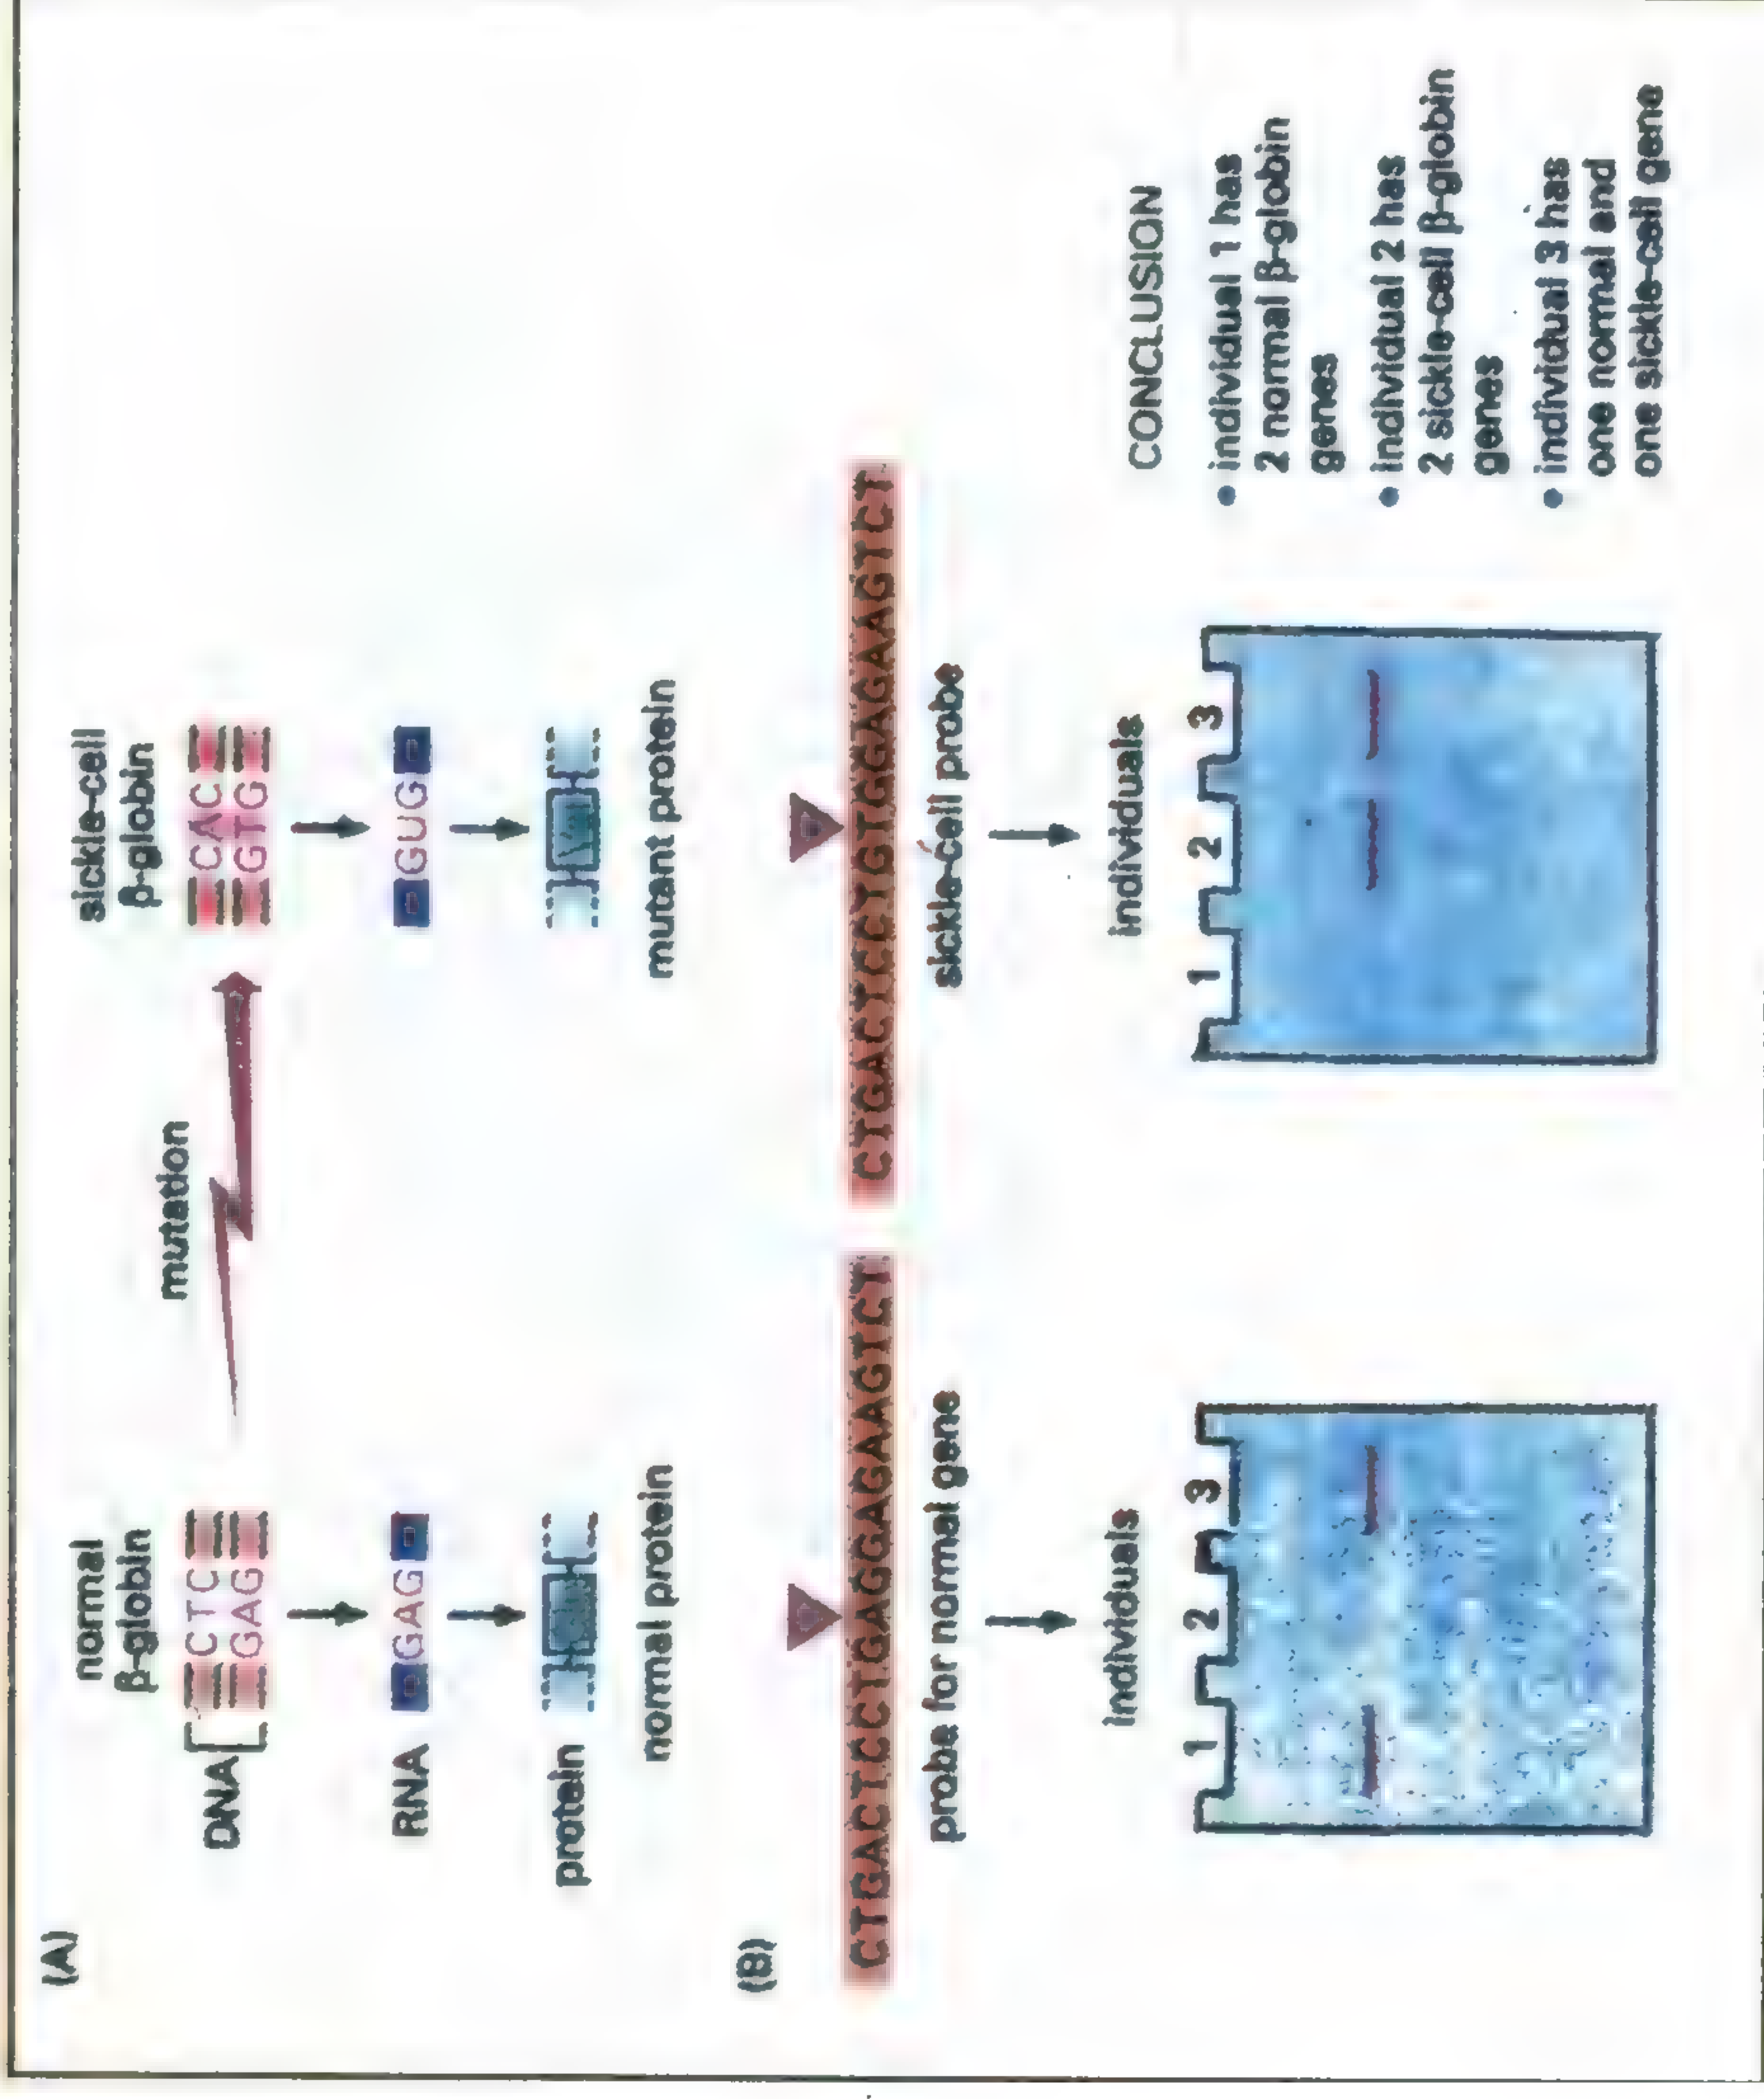 (A)
normal
β-globin
mutation
sickle-cell
β-globin
DNA
CTC
GAG
CAC
GTG
RNA
GAG
GUG
protein
Val
normal protein
mutant protein
(B)
CTGACTCCTGAGGAGAAGTCT
CTGACTCCTGTGGAGAAGTCT
probe for normal gene
sickle-cell probe
individuals
individuals
1 2 3
1 2 3
CONCLUSION
• individual 1 has
2 normal β-globin
genes
• individual 2 has
2 sickle-cell β-globin
genes
• individual 3 has
one normal and
one sickle-cell gene